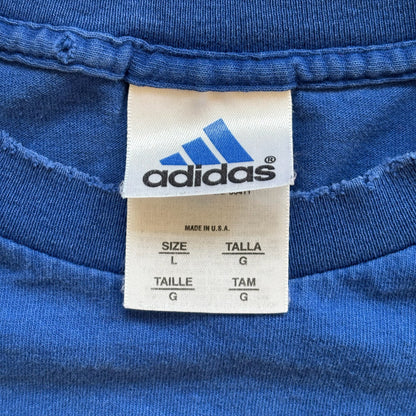 adidas®
MADE IN U.S.A.
SIZE TALLA
L G
TAILLE TAM
G G